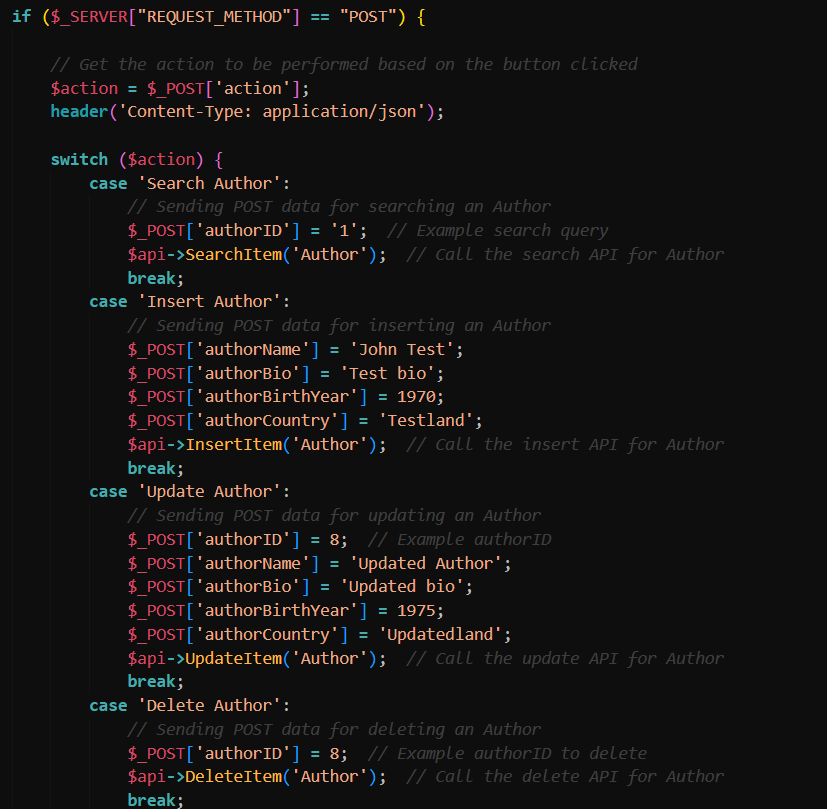 if ($_SERVER["REQUEST_METHOD"] == "POST") {
// Get the action to be performed based on the button clicked
$action = $_POST['action'];
header('Content-Type: application/json');
switch ($action) {
case 'Search Author':
// Sending POST data for searching an Author
$_POST['authorID'] = '1';  // Example search query
$api->SearchItem('Author');  // Call the search API for Author
break;
case 'Insert Author':
// Sending POST data for inserting an Author
$_POST['authorName'] = 'John Test';
$_POST['authorBio'] = 'Test bio';
$_POST['authorBirthYear'] = 1970;
$_POST['authorCountry'] = 'Testland';
$api->InsertItem('Author');  // Call the insert API for Author
break;
case 'Update Author':
// Sending POST data for updating an Author
$_POST['authorID'] = 8;  // Example authorID
$_POST['authorName'] = 'Updated Author';
$_POST['authorBio'] = 'Updated bio';
$_POST['authorBirthYear'] = 1975;
$_POST['authorCountry'] = 'Updatedland';
$api->UpdateItem('Author');  // Call the update API for Author
break;
case 'Delete Author':
// Sending POST data for deleting an Author
$_POST['authorID'] = 8;  // Example authorID to delete
$api->DeleteItem('Author');  // Call the delete API for Author
break;